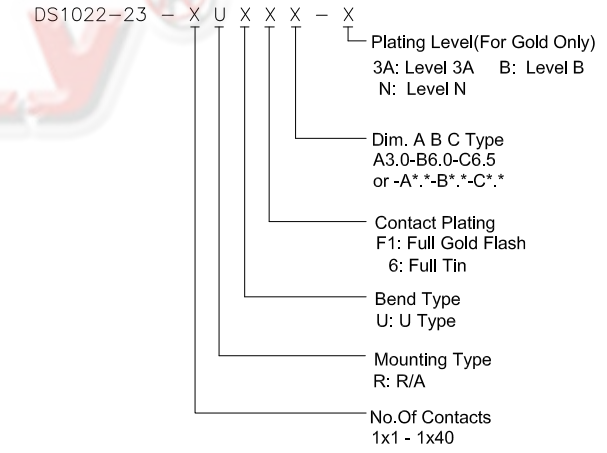 DS1022-23 - X U X X X - X
Plating Level(For Gold Only)
3A: Level 3A B: Level B
N: Level N
Dim. A B C Type
A3.0-B6.0-C6.5
or -A*.*-B*.*-C*.*
Contact Plating
F1: Full Gold Flash
6: Full Tin
Bend Type
U: U Type
Mounting Type
R: R/A
No.Of Contacts
1x1 - 1x40